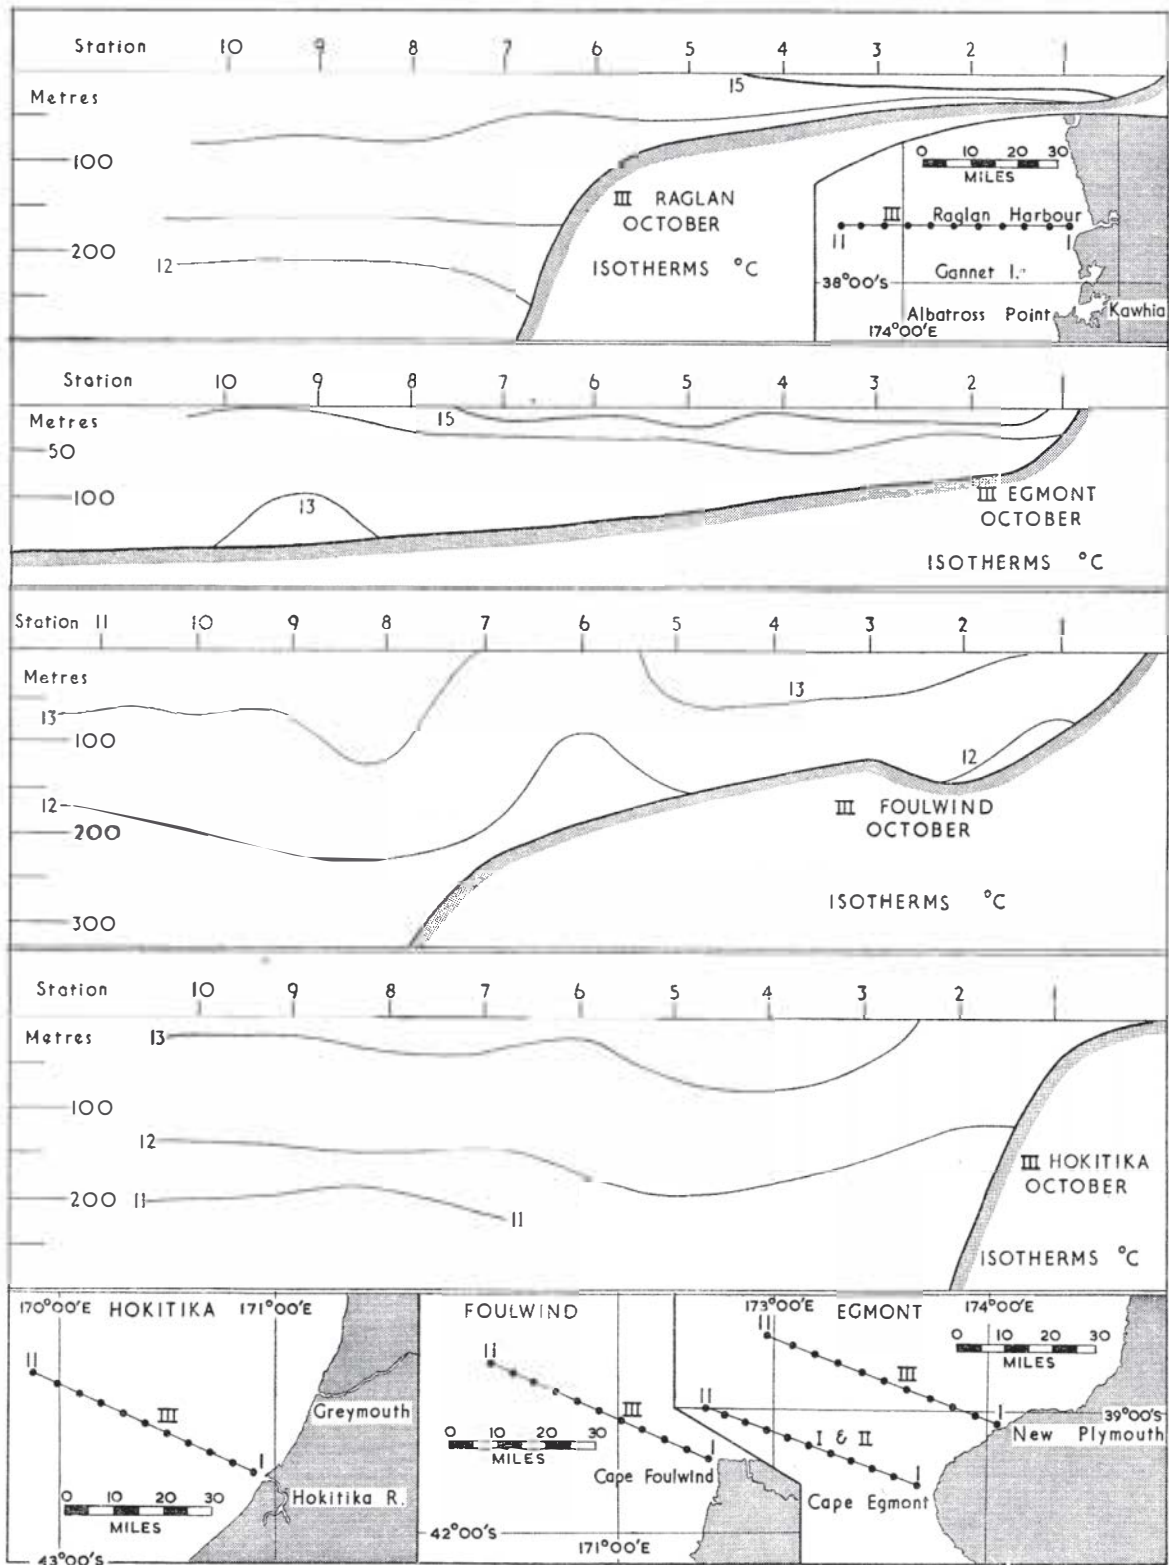 Station 10 9 8 7 6 5 4 3 2 1
Metres
15
100
200
12
III RAGLAN
OCTOBER
ISOTHERMS °C
0 10 20 30
MILES
III Raglan Harbour
11 1
Gannet I.
38°00'S
Albatross Point Kawhia
174°00'E
Station 10 9 8 7 6 5 4 3 2 1
Metres
15
50
100
13
III EGMONT
OCTOBER
ISOTHERMS °C
Station 11 10 9 8 7 6 5 4 3 2 1
Metres
13 13
100
12
12
200
300
III FOULWIND
OCTOBER
ISOTHERMS °C
Station 10 9 8 7 6 5 4 3 2 1
Metres
13
100
12
200 11 11
III HOKITIKA
OCTOBER
ISOTHERMS °C
170°00'E HOKITIKA 171°00'E
11
III
Greymouth
1
Hokitika R.
0 10 20 30
MILES
43°00'S
FOULWIND
11
III
0 10 20 30
MILES
1
Cape Foulwind
42°00'S
171°00'E
173°00'E EGMONT 174°00'E
11
0 10 20 30
MILES
III
11
1 39°00'S
New Plymouth
I & II
1
Cape Egmont